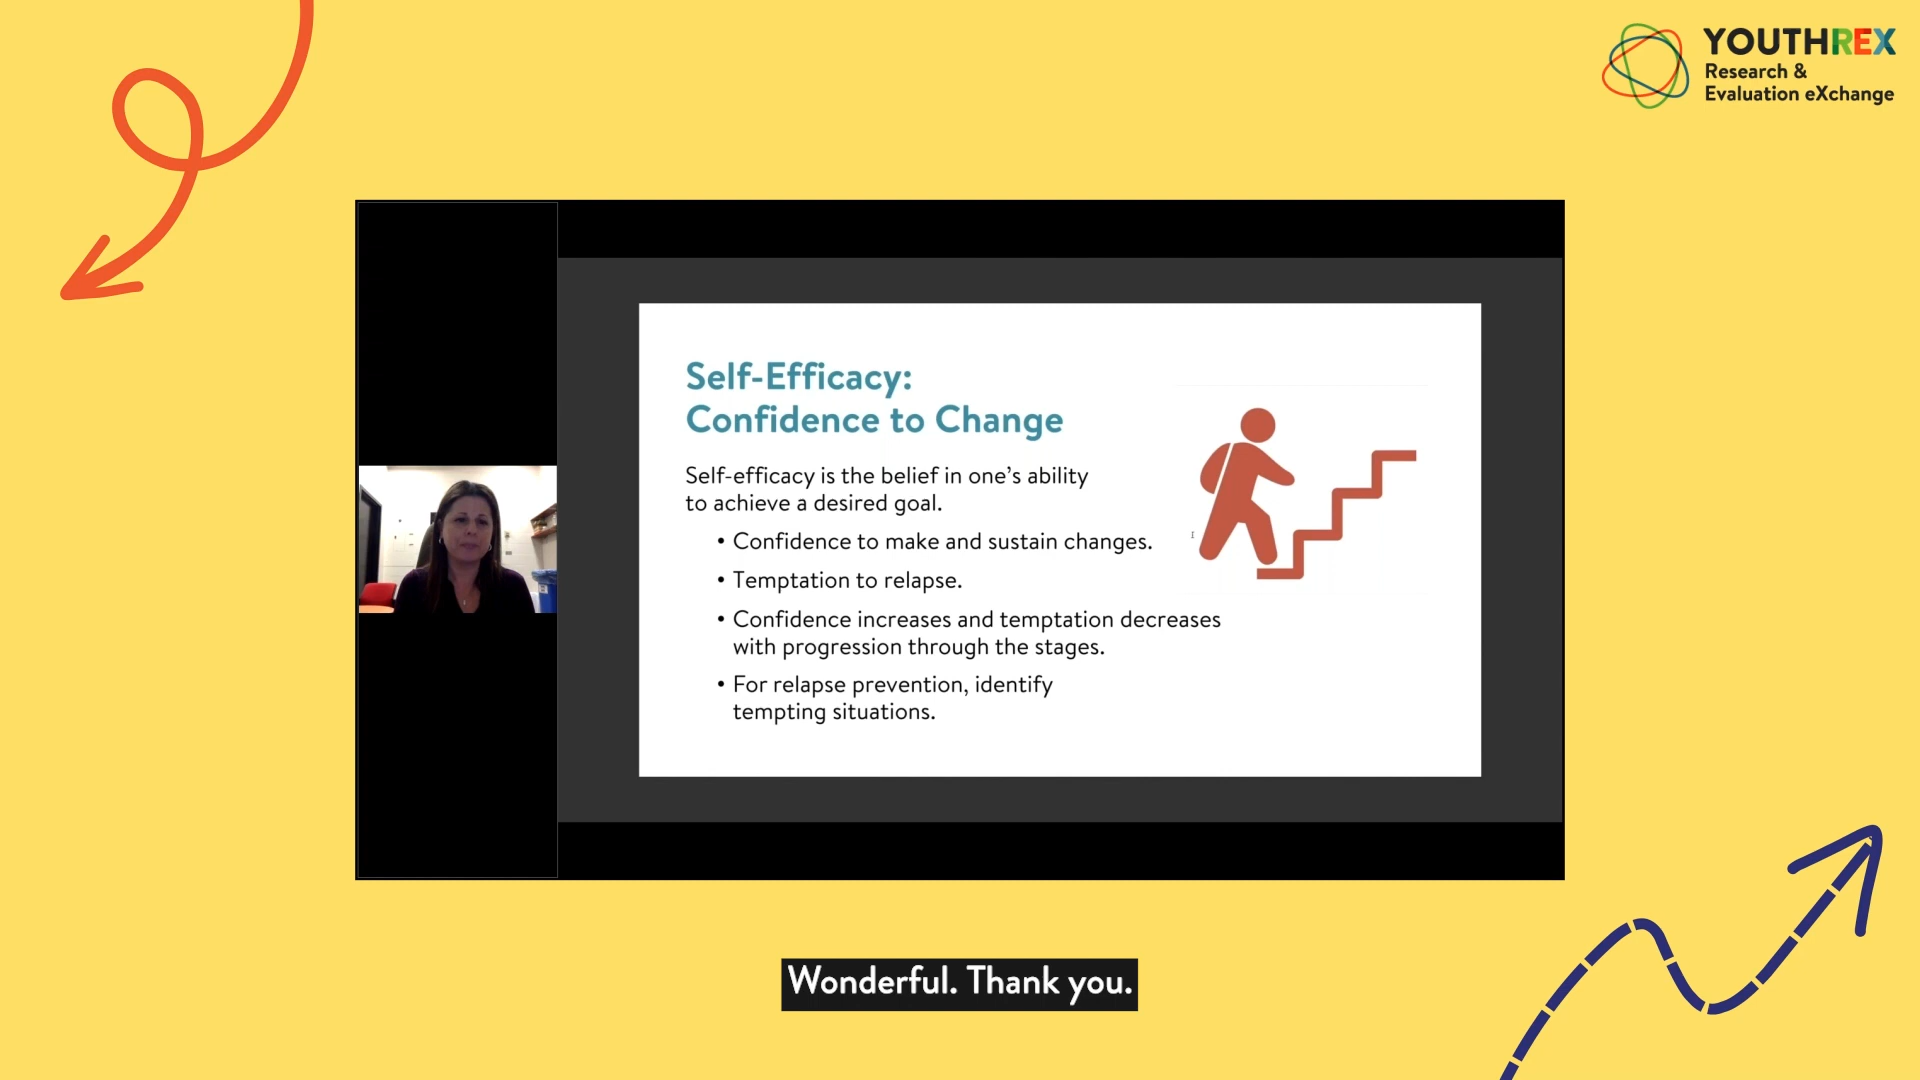 YOUTHREX
Research &
Evaluation eXchange
Self-Efficacy:
Confidence to Change
Self-efficacy is the belief in one's ability
to achieve a desired goal.
• Confidence to make and sustain changes.
• Temptation to relapse.
• Confidence increases and temptation decreases
with progression through the stages.
• For relapse prevention, identify
tempting situations.
Wonderful. Thank you.